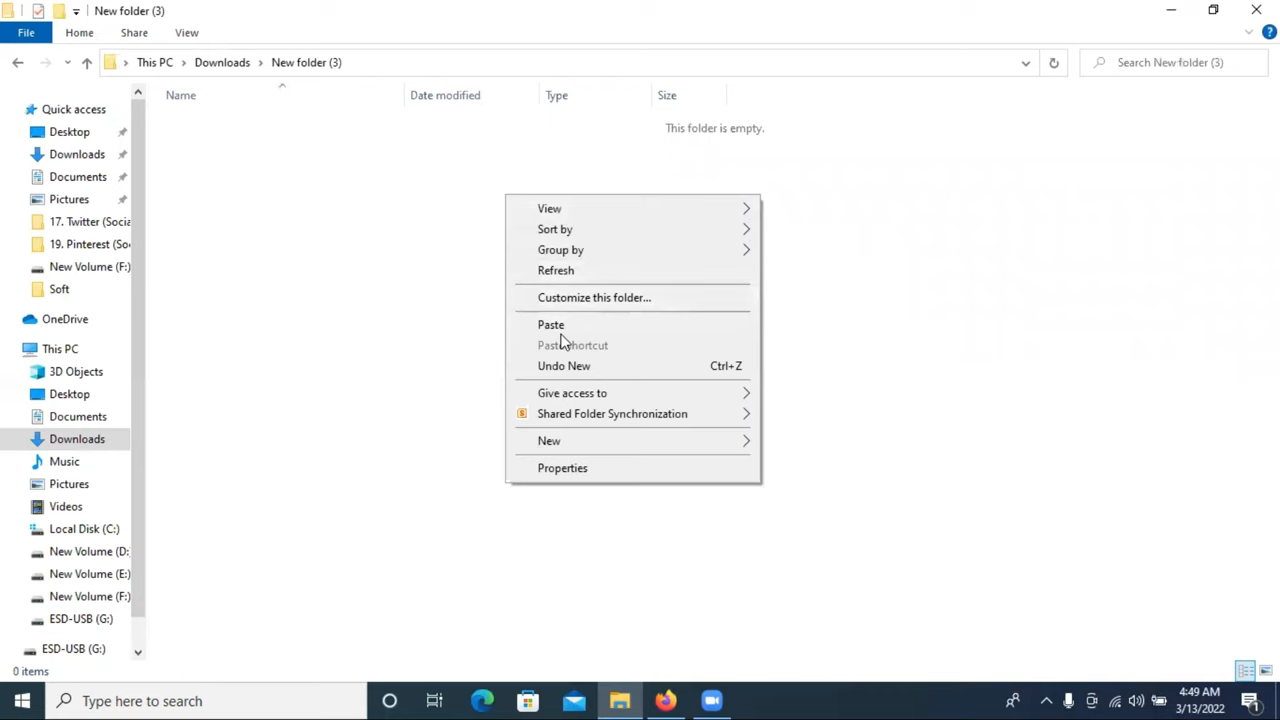 New folder (3)
File Home Share View
This PC Downloads New folder (3) Search New folder (3)
Name Date modified Type Size
This folder is empty.
Quick access
Desktop
Downloads
Documents
Pictures
17. Twitter (Socia
19. Pinterest (So
New Volume (F:)
Soft
OneDrive
This PC
3D Objects
Desktop
Documents
Downloads
Music
Pictures
Videos
Local Disk (C:)
New Volume (D:
New Volume (E:)
New Volume (F:)
ESD-USB (G:)
ESD-USB (G:)
View
Sort by
Group by
Refresh
Customize this folder...
Paste
Paste shortcut
Undo New Ctrl+Z
Give access to
Shared Folder Synchronization
New
Properties
0 items
Type here to search
4:49 AM
3/13/2022
1